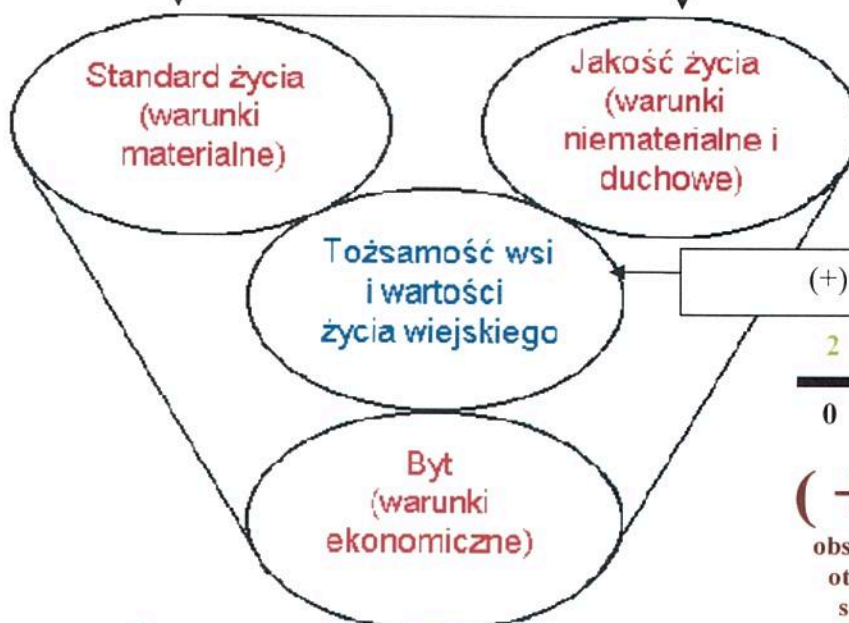 Standard życia
(warunki
materialne)
Jakość życia
(warunki
niematerialne i
duchowe)
Tożsamość wsi
i wartości
życia wiejskiego
(+)
2
0
Byt
(warunki
ekonomiczne)
(